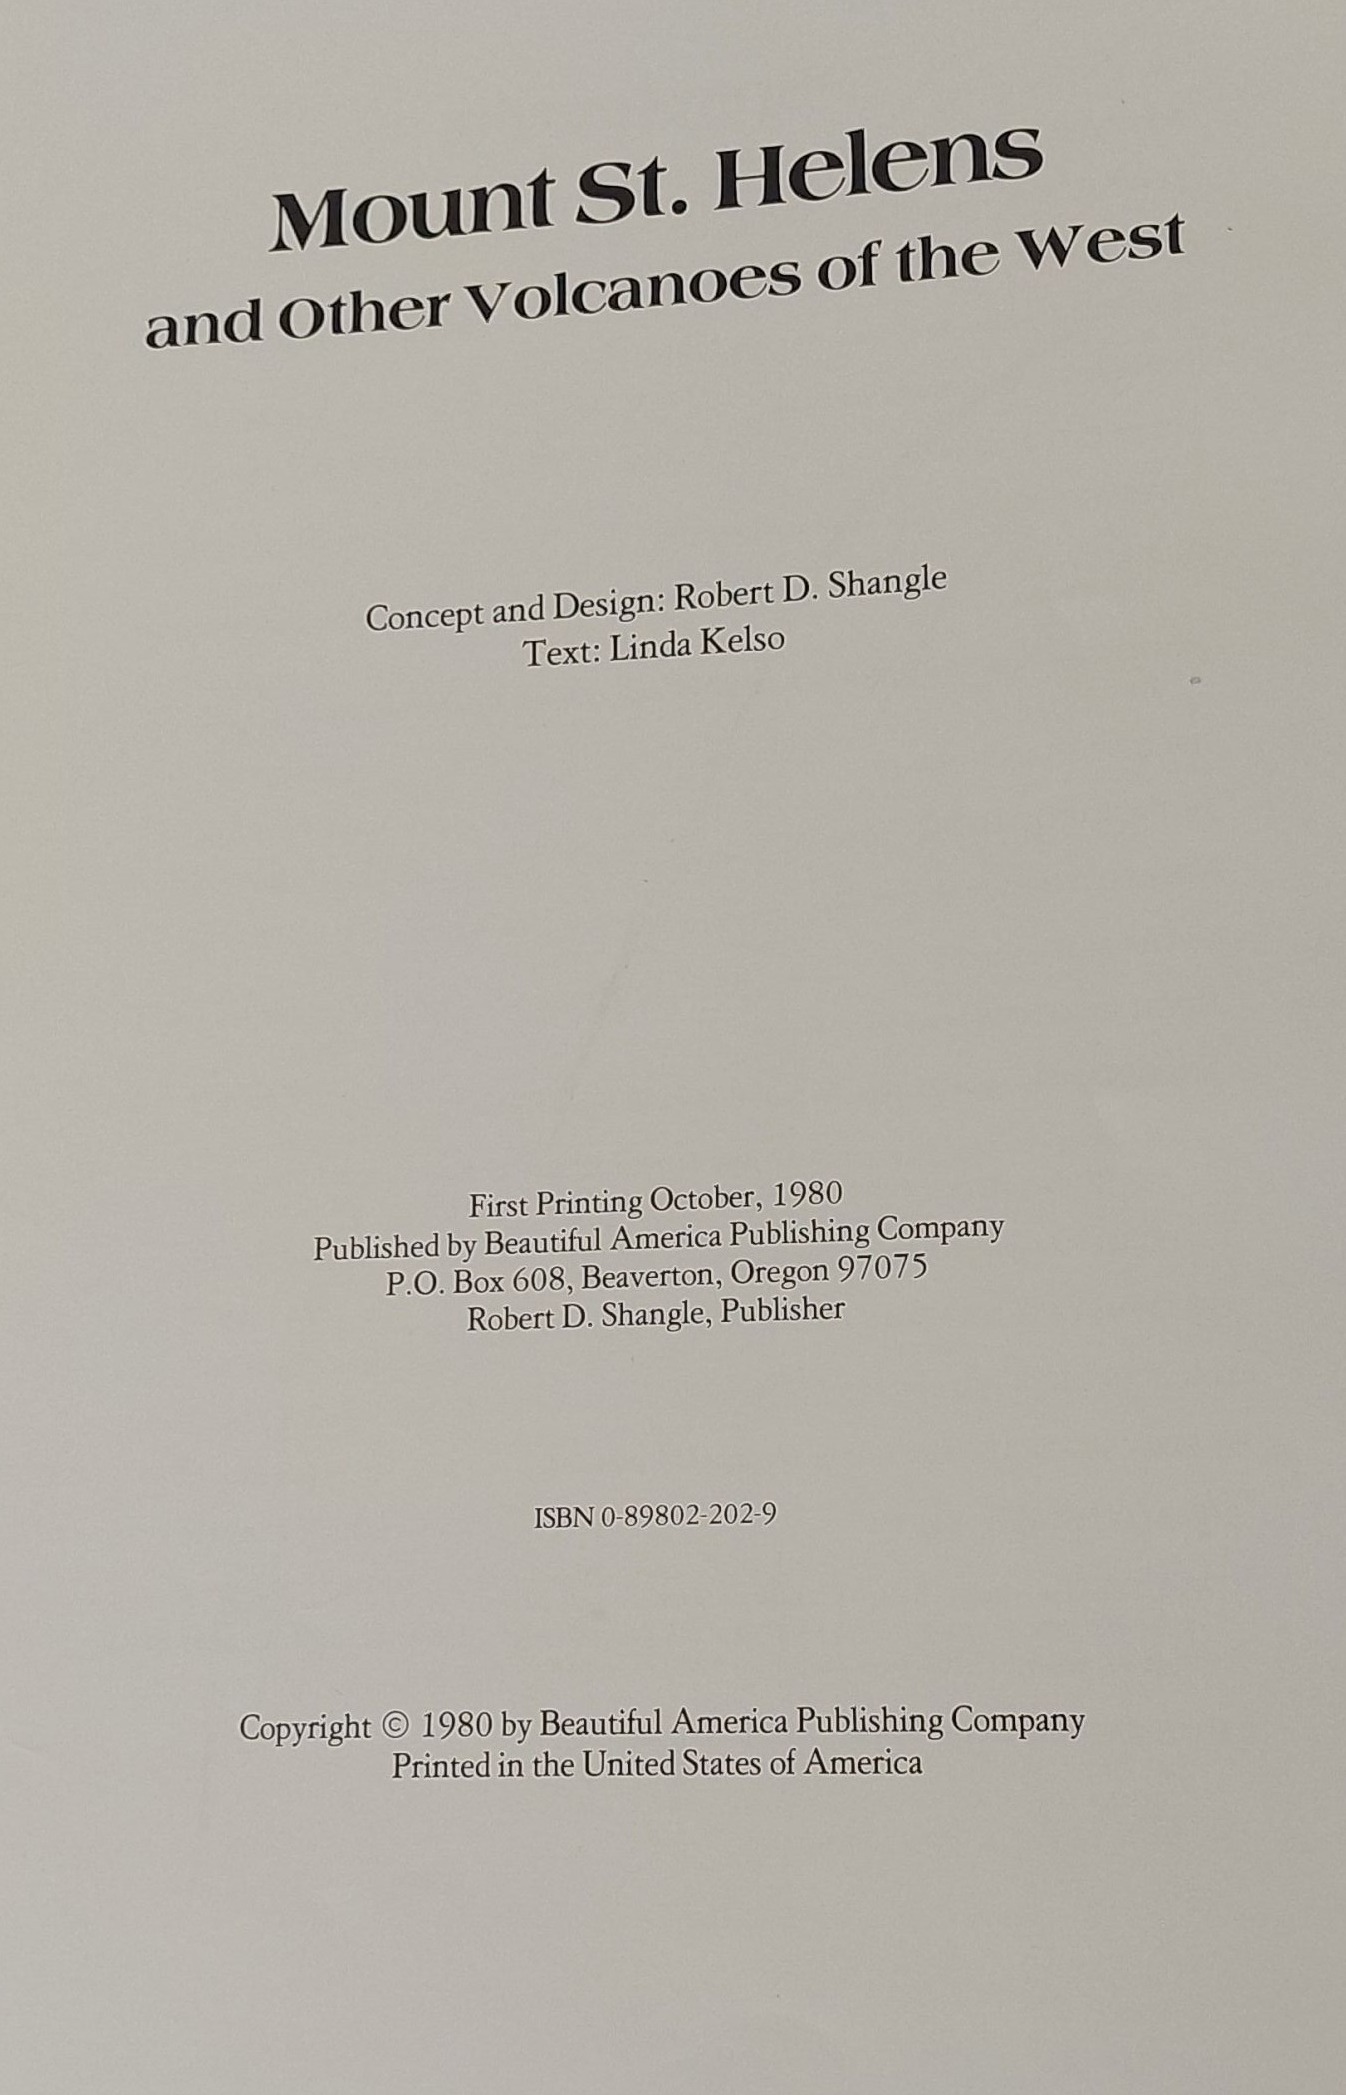 Mount St. Helens
and Other Volcanoes of the West
Concept and Design: Robert D. Shangle
Text: Linda Kelso
First Printing October, 1980
Published by Beautiful America Publishing Company
P.O. Box 608, Beaverton, Oregon 97075
Robert D. Shangle, Publisher
ISBN 0-89802-202-9
Copyright © 1980 by Beautiful America Publishing Company
Printed in the United States of America